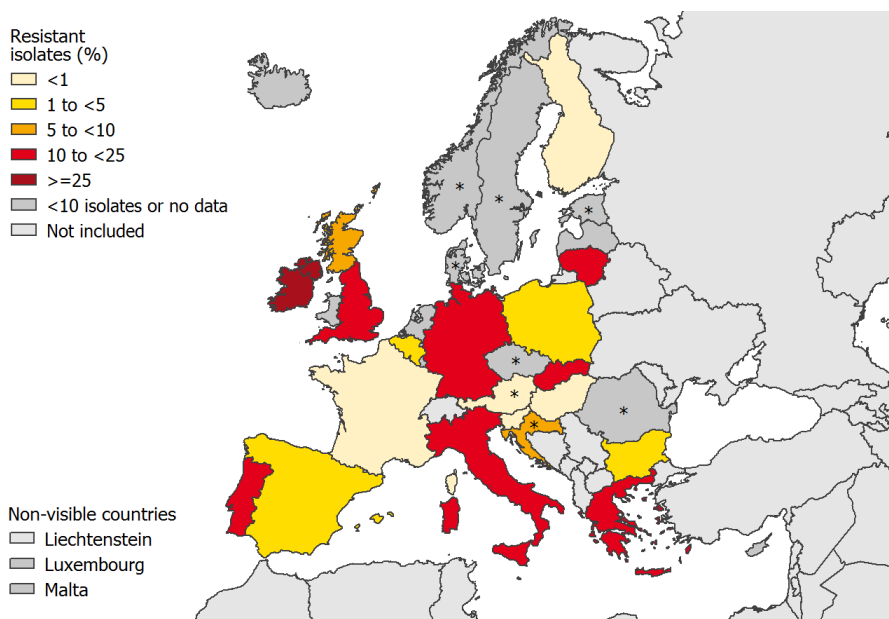 Resistant
isolates (%)
<1
1 to <5
5 to <10
10 to <25
>=25
<10 isolates or no data
Not included
*
*
*
*
*
*
*
*
Non-visible countries
Liechtenstein
Luxembourg
Malta